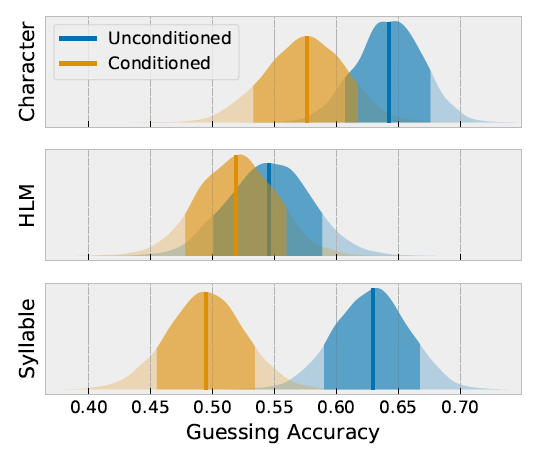 Character
Unconditioned
Conditioned
HLM
Syllable
0.40 0.45 0.50 0.55 0.60 0.65 0.70
Guessing Accuracy